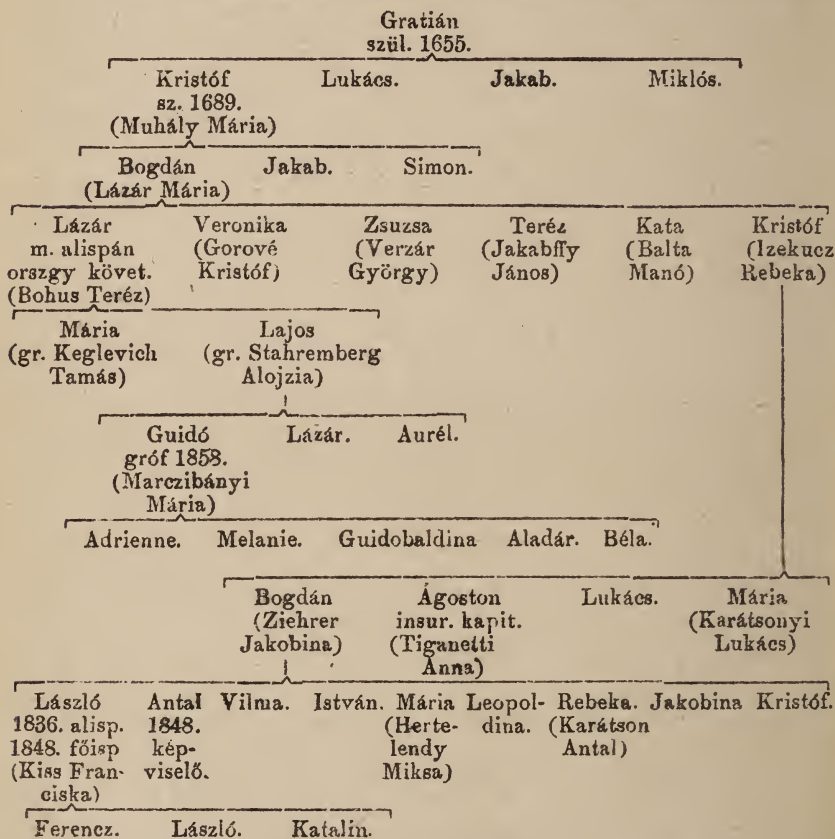 Gratián
szül. 1655.
Kristóf Lukács. Jakab. Miklós.
sz. 1689.
(Muhály Mária)
Bogdán Jakab. Simon.
(Lázár Mária)
Lázár Veronika Zsuzsa Teréz Kata Kristóf
m. alispán (Gorové (Verzár (Jakabffy (Balta (Izekucz
orszgy követ. Kristóf) György) János) Manó) Rebeka)
(Bohus Teréz)
Mária Lajos
(gr. Keglevich (gr. Stahremberg
Tamás) Alojzia)
Guidó Lázár. Aurél.
gróf 1858.
(Marczibányi
Mária)
Adrienne. Melanie. Guidobaldina Aladár. Béla.
Bogdán Ágoston Lukács. Mária
(Ziehrer insur. kapit. (Karátsonyi
Jakobina) (Tiganetti Lukács)
Anna)
László Antal Vilma. István. Mária Leopol- Rebeka. Jakobina Kristóf.
1836. alisp. 1848. (Herte- dina. (Karátson
1848. főisp kép- lendy Antal)
(Kiss Fran- viselő. Miksa)
ciska)
Ferencz. László. Katalin.